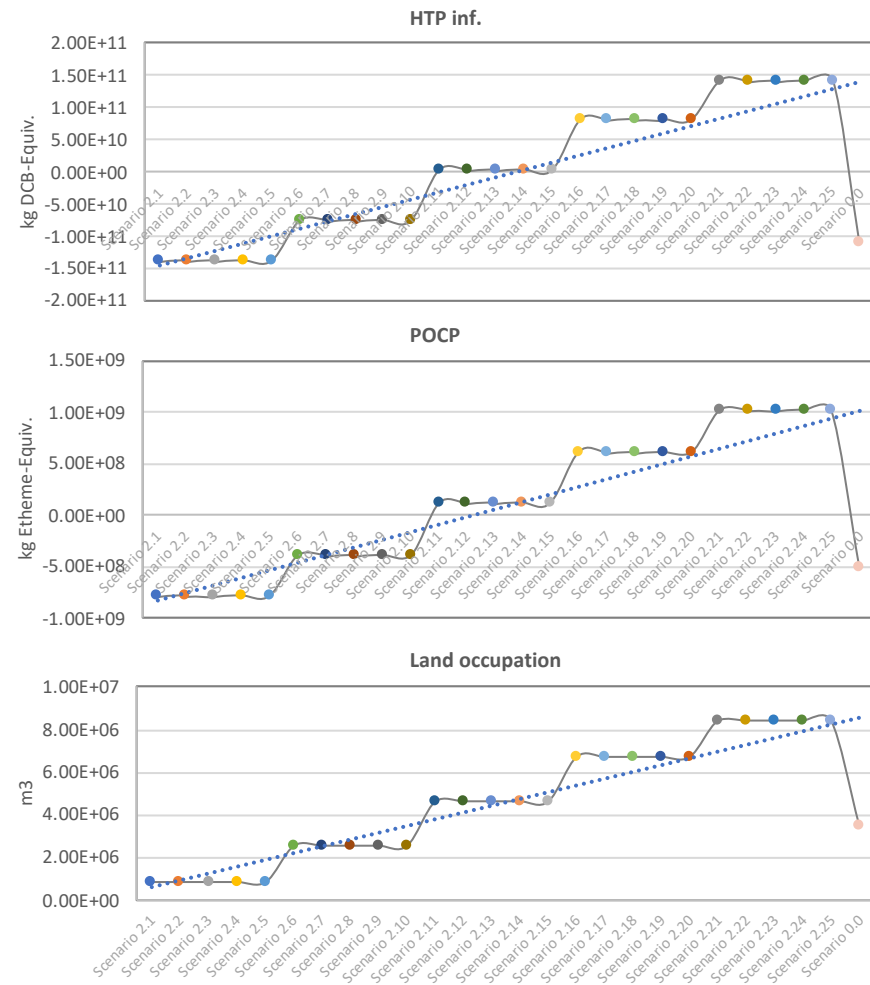 HTP inf.
kg DCB-Equiv.
2.00E+11
1.50E+11
1.00E+11
5.00E+10
0.00E+00
-5.00E+10
-1.00E+11
-1.50E+11
-2.00E+11
Scenario 2.1
Scenario 2.2
Scenario 2.3
Scenario 2.4
Scenario 2.5
Scenario 2.6
Scenario 2.7
Scenario 2.8
Scenario 2.9
Scenario 2.10
Scenario 2.11
Scenario 2.12
Scenario 2.13
Scenario 2.14
Scenario 2.15
Scenario 2.16
Scenario 2.17
Scenario 2.18
Scenario 2.19
Scenario 2.20
Scenario 2.21
Scenario 2.22
Scenario 2.23
Scenario 2.24
Scenario 2.25
Scenario 0.0
POCP
kg Etheme-Equiv.
1.50E+09
1.00E+09
5.00E+08
0.00E+00
-5.00E+08
-1.00E+09
Scenario 2.1
Scenario 2.2
Scenario 2.3
Scenario 2.4
Scenario 2.5
Scenario 2.6
Scenario 2.7
Scenario 2.8
Scenario 2.9
Scenario 2.10
Scenario 2.11
Scenario 2.12
Scenario 2.13
Scenario 2.14
Scenario 2.15
Scenario 2.16
Scenario 2.17
Scenario 2.18
Scenario 2.19
Scenario 2.20
Scenario 2.21
Scenario 2.22
Scenario 2.23
Scenario 2.24
Scenario 2.25
Scenario 0.0
Land occupation
m3
1.00E+07
8.00E+06
6.00E+06
4.00E+06
2.00E+06
0.00E+00
Scenario 2.1
Scenario 2.2
Scenario 2.3
Scenario 2.4
Scenario 2.5
Scenario 2.6
Scenario 2.7
Scenario 2.8
Scenario 2.9
Scenario 2.10
Scenario 2.11
Scenario 2.12
Scenario 2.13
Scenario 2.14
Scenario 2.15
Scenario 2.16
Scenario 2.17
Scenario 2.18
Scenario 2.19
Scenario 2.20
Scenario 2.21
Scenario 2.22
Scenario 2.23
Scenario 2.24
Scenario 2.25
Scenario 0.0